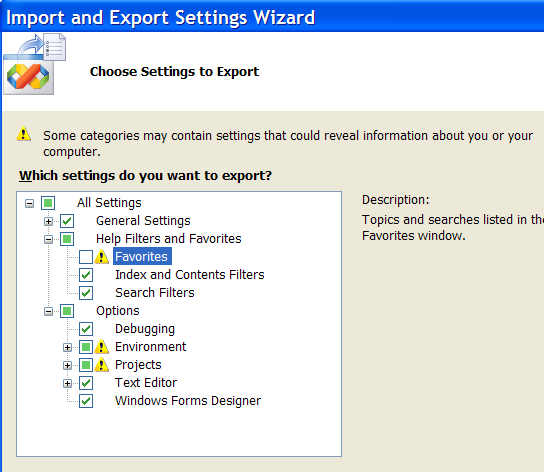 Import and Export Settings Wizard
Choose Settings to Export
Some categories may contain settings that could reveal information about you or your
computer.
Which settings do you want to export?
All Settings
General Settings
Help Filters and Favorites
Favorites
Index and Contents Filters
Search Filters
Options
Debugging
Environment
Projects
Text Editor
Windows Forms Designer
Description:
Topics and searches listed in the
Favorites window.